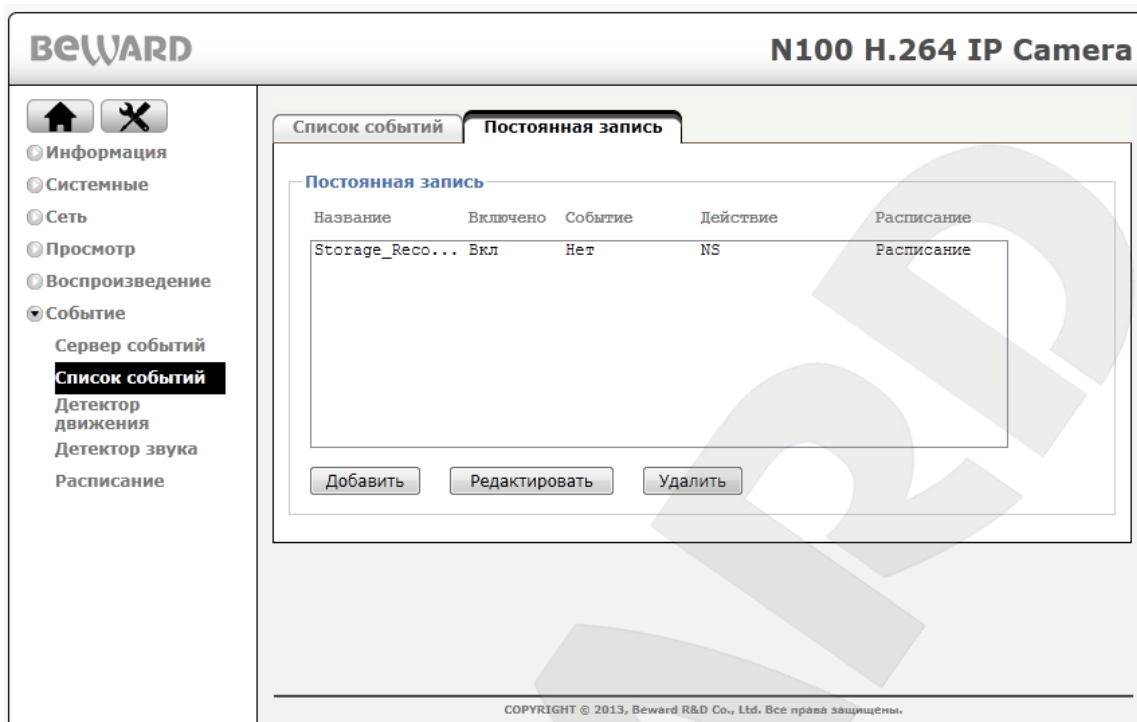 BEWARD
N100 H.264 IP Camera
Информация
Системные
Сеть
Просмотр
Воспроизведение
Событие
Сервер событий
Список событий
Детектор
движения
Детектор звука
Расписание
Список событий Постоянная запись
Постоянная запись
Название Включено Событие Действие Расписание
Storage_Reco... Вкл Нет NS Расписание
Добавить Редактировать Удалить
COPYRIGHT © 2013, Beward R&D Co., Ltd. Все права защищены.